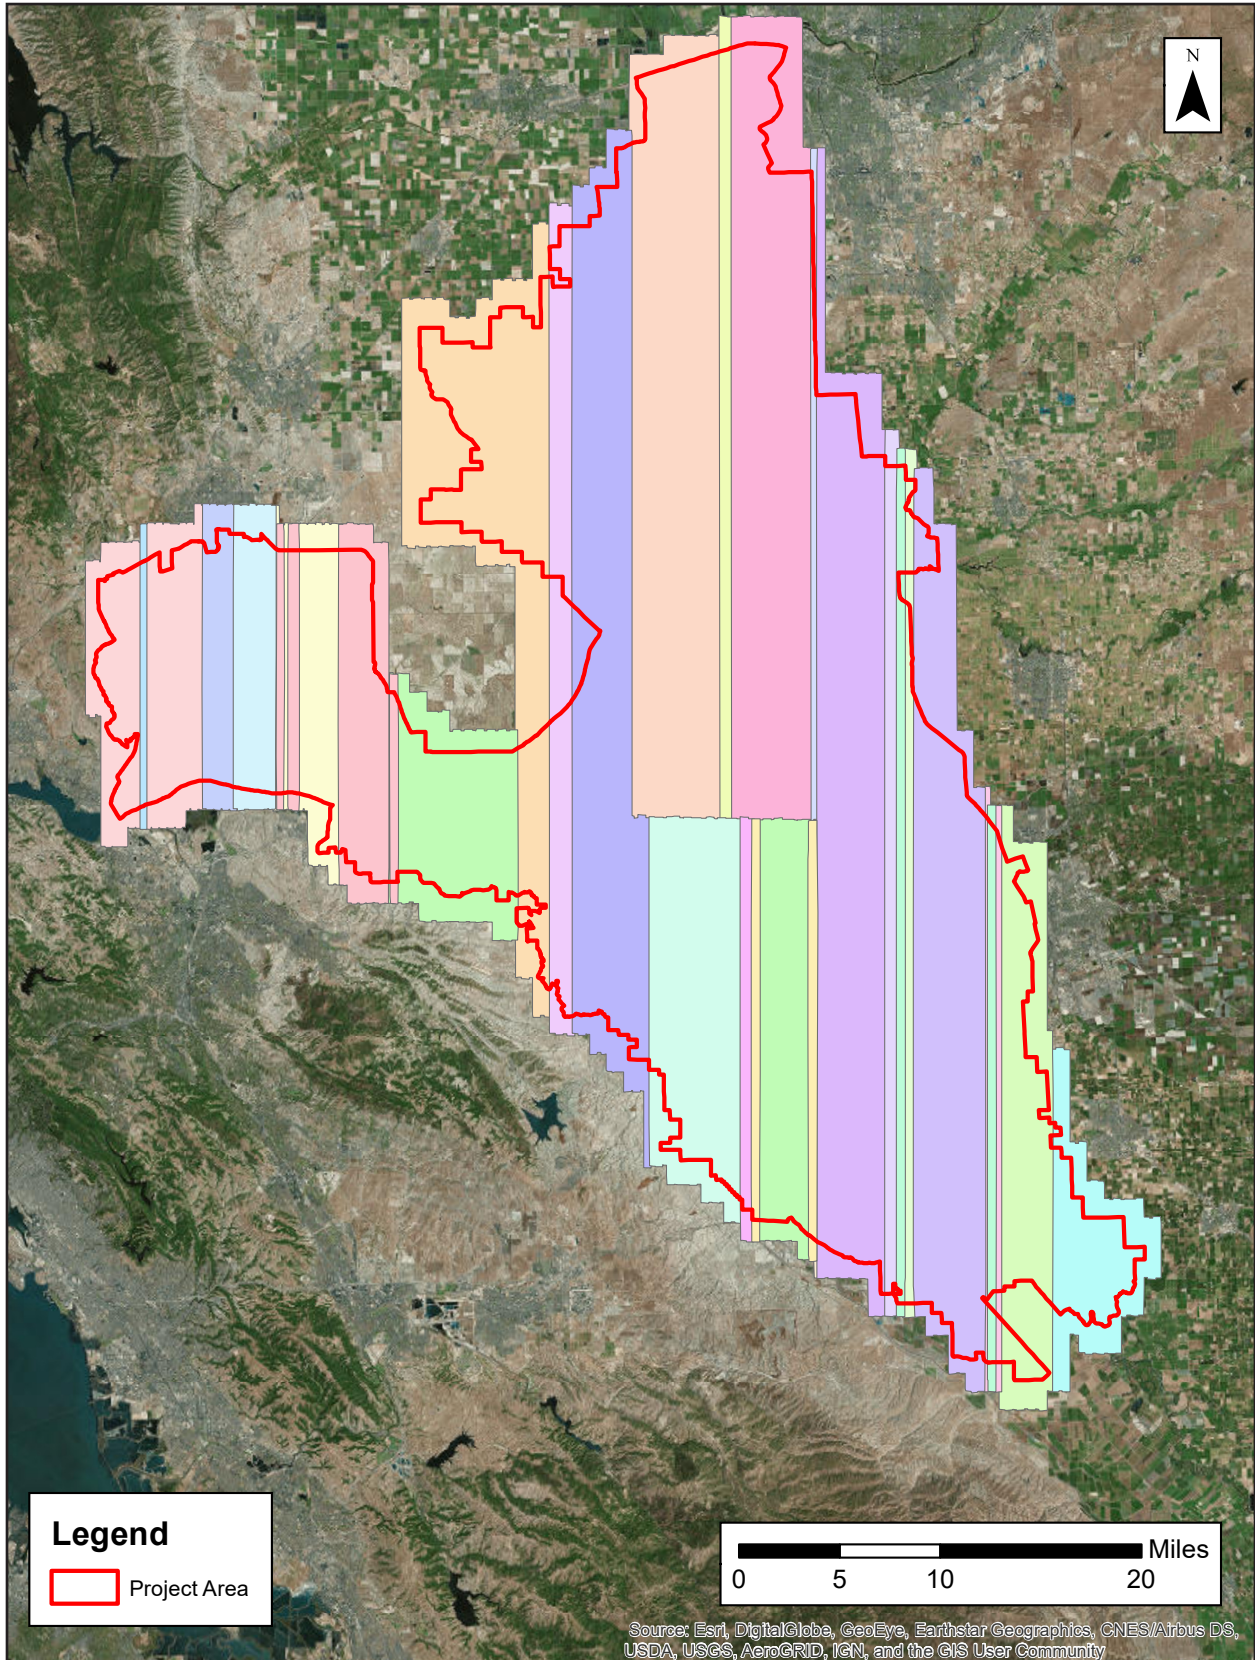 N
Legend
Project Area
Miles
0 5 10 20
Source: Esri, DigitalGlobe, GeoEye, Earthstar Geographics, CNES/Airbus DS,
USDA, USGS, AeroGRID, IGN, and the GIS User Community